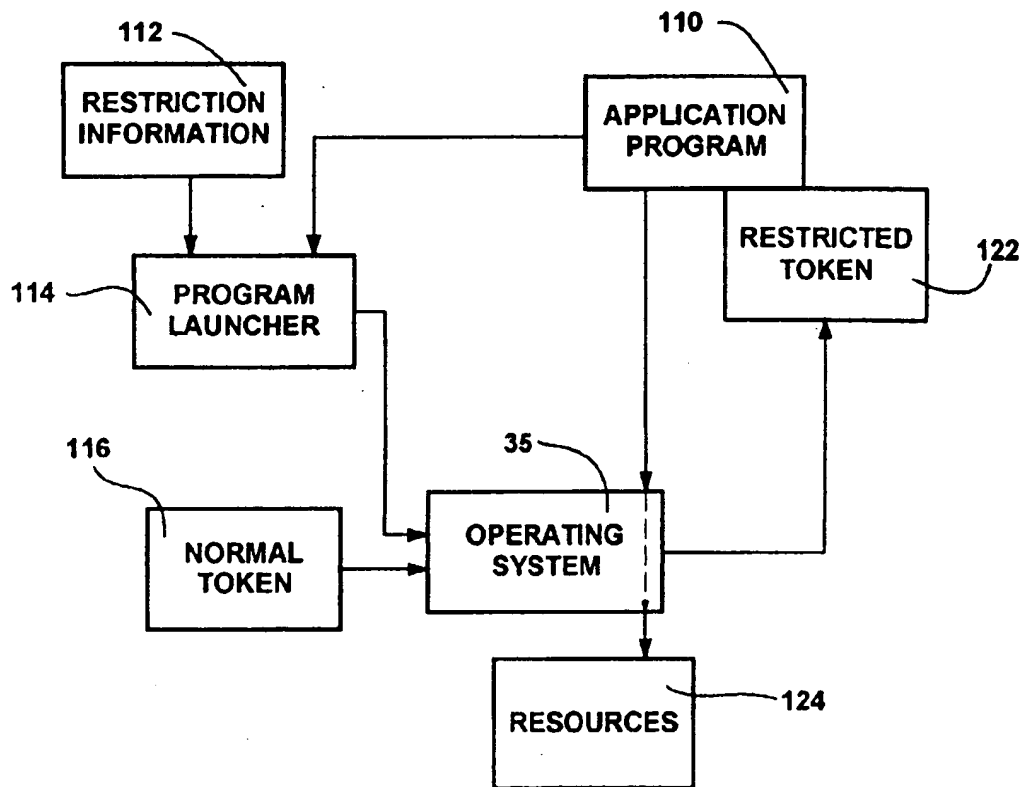 112
RESTRICTION
INFORMATION
110
APPLICATION
PROGRAM
RESTRICTED
TOKEN
122
114
PROGRAM
LAUNCHER
116
NORMAL
TOKEN
35
OPERATING
SYSTEM
RESOURCES
124